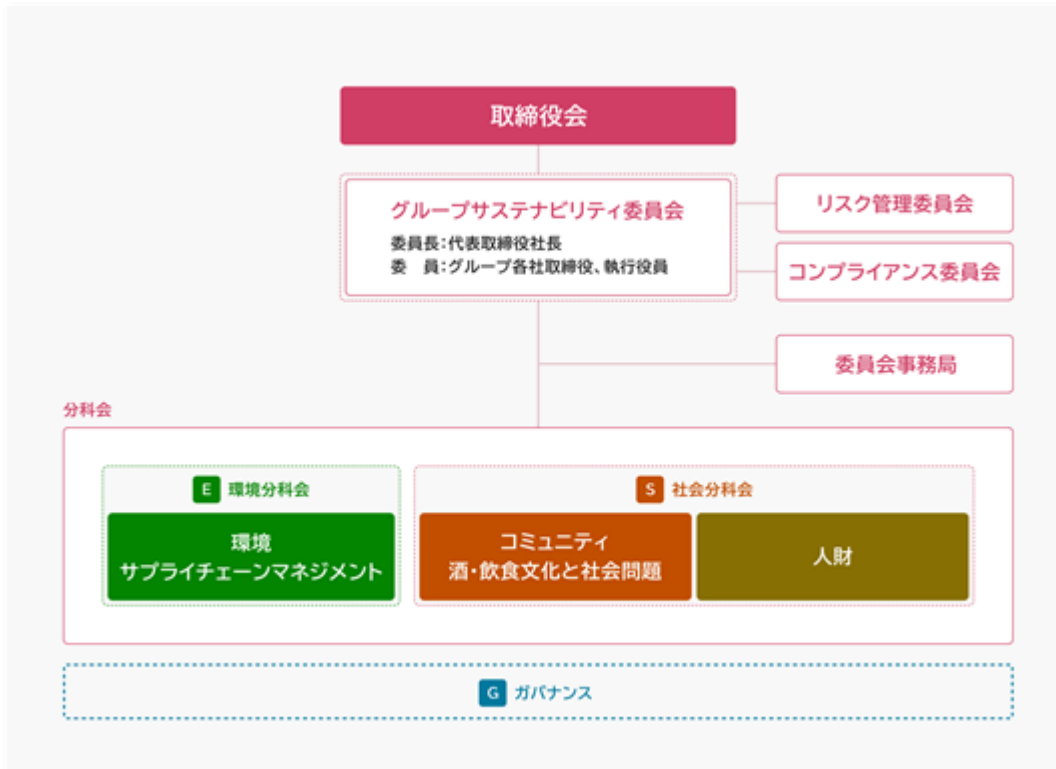 取締役会
グループサステナビリティ委員会
委員長:代表取締役社長
委　員:グループ各社取締役、執行役員
リスク管理委員会
コンプライアンス委員会
委員会事務局
分科会
E 環境分科会
環境
サプライチェーンマネジメント
S 社会分科会
コミュニティ
酒・飲食文化と社会問題
人財
G ガバナンス